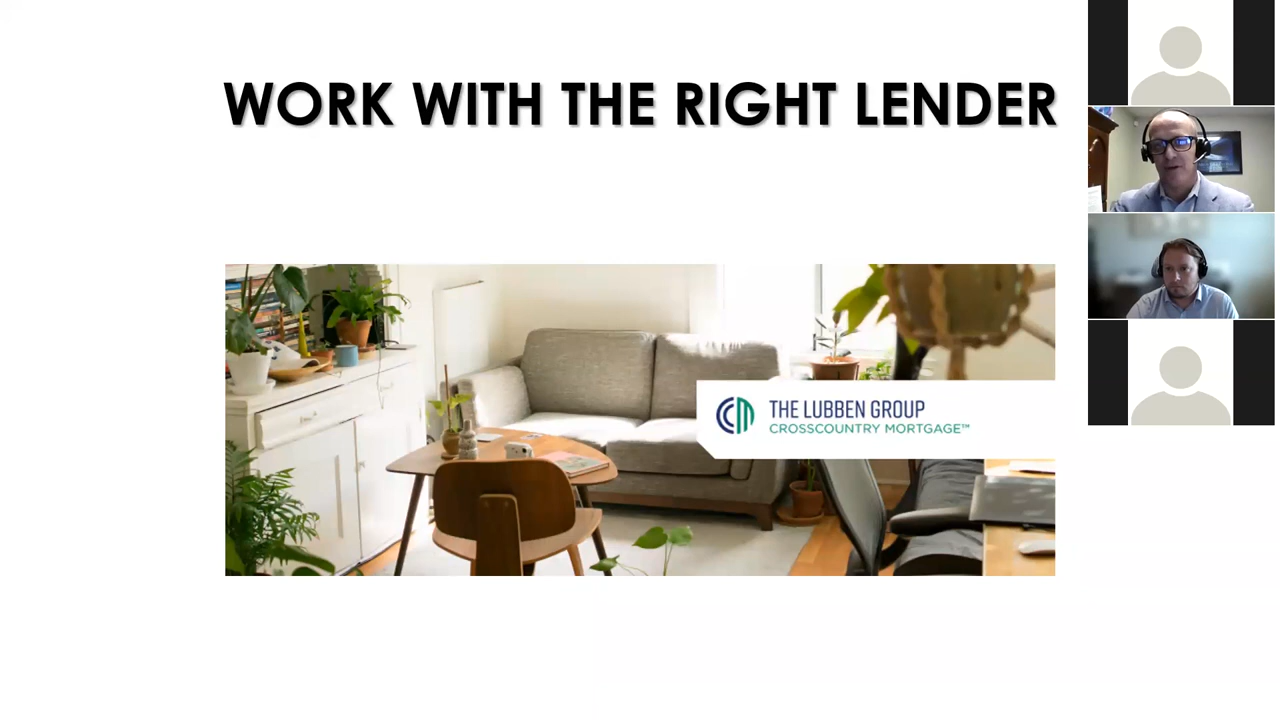 WORK WITH THE RIGHT LENDER
THE LUBBEN GROUP
CROSSCOUNTRY MORTGAGE™